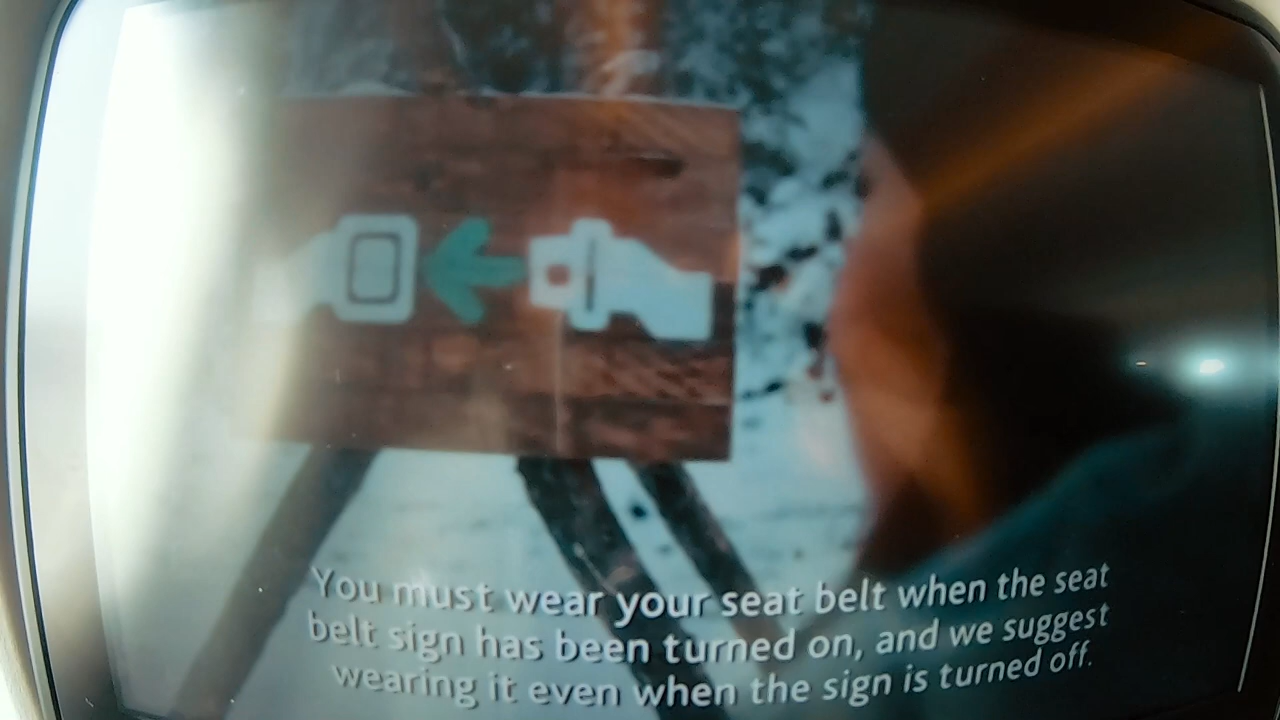 You must wear your seat belt when the seat
belt sign has been turned on, and we suggest
wearing it even when the sign is turned off.